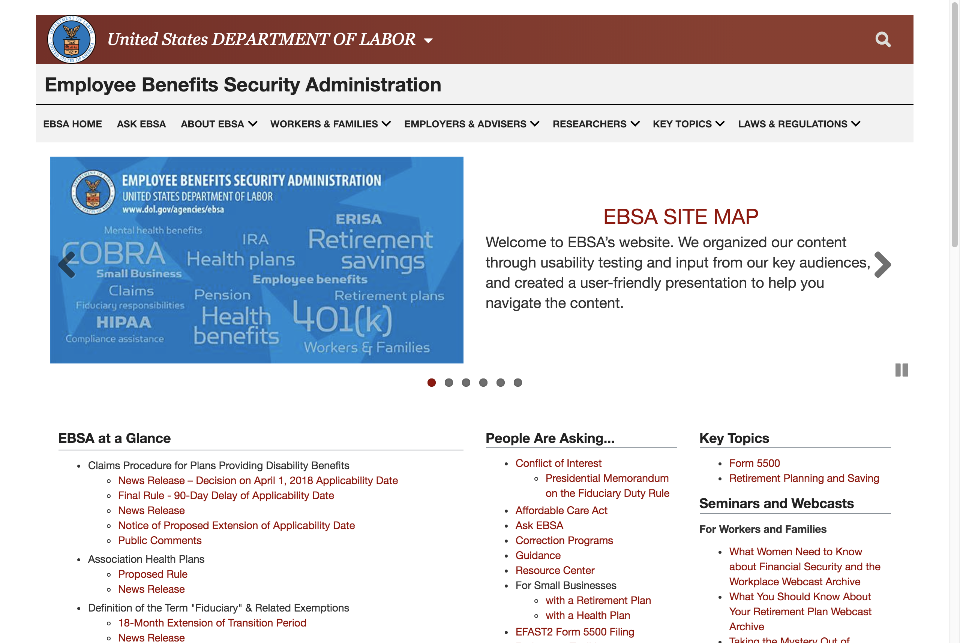 United States DEPARTMENT OF LABOR
Employee Benefits Security Administration
EBSA HOME ASK EBSA ABOUT EBSA WORKERS & FAMILIES EMPLOYERS & ADVISERS RESEARCHERS KEY TOPICS LAWS & REGULATIONS
EMPLOYEE BENEFITS SECURITY ADMINISTRATION
UNITED STATES DEPARTMENT OF LABOR
www.dol.gov/agencies/ebsa
ERISA
Mental health benefits
IRA
Retirement
savings
COBRA
Health plans
Small Business
Employee benefits
Claims
Pension
Retirement plans
Fiduciary responsibilities
HIPAA
Health
benefits
401(k)
Compliance assistance
Workers & Families
EBSA SITE MAP
Welcome to EBSA's website. We organized our content
through usability testing and input from our key audiences,
and created a user-friendly presentation to help you
navigate the content.
EBSA at a Glance
Claims Procedure for Plans Providing Disability Benefits
News Release – Decision on April 1, 2018 Applicability Date
Final Rule - 90-Day Delay of Applicability Date
News Release
Notice of Proposed Extension of Applicability Date
Public Comments
Association Health Plans
Proposed Rule
News Release
Definition of the Term "Fiduciary" & Related Exemptions
18-Month Extension of Transition Period
News Release
People Are Asking...
Conflict of Interest
Presidential Memorandum
on the Fiduciary Duty Rule
Affordable Care Act
Ask EBSA
Correction Programs
Guidance
Resource Center
For Small Businesses
with a Retirement Plan
with a Health Plan
EFAST2 Form 5500 Filing
Key Topics
Form 5500
Retirement Planning and Saving
Seminars and Webcasts
For Workers and Families
What Women Need to Know
about Financial Security and the
Workplace Webcast Archive
What You Should Know About
Your Retirement Plan Webcast
Archive
Taking the Mystery Out of